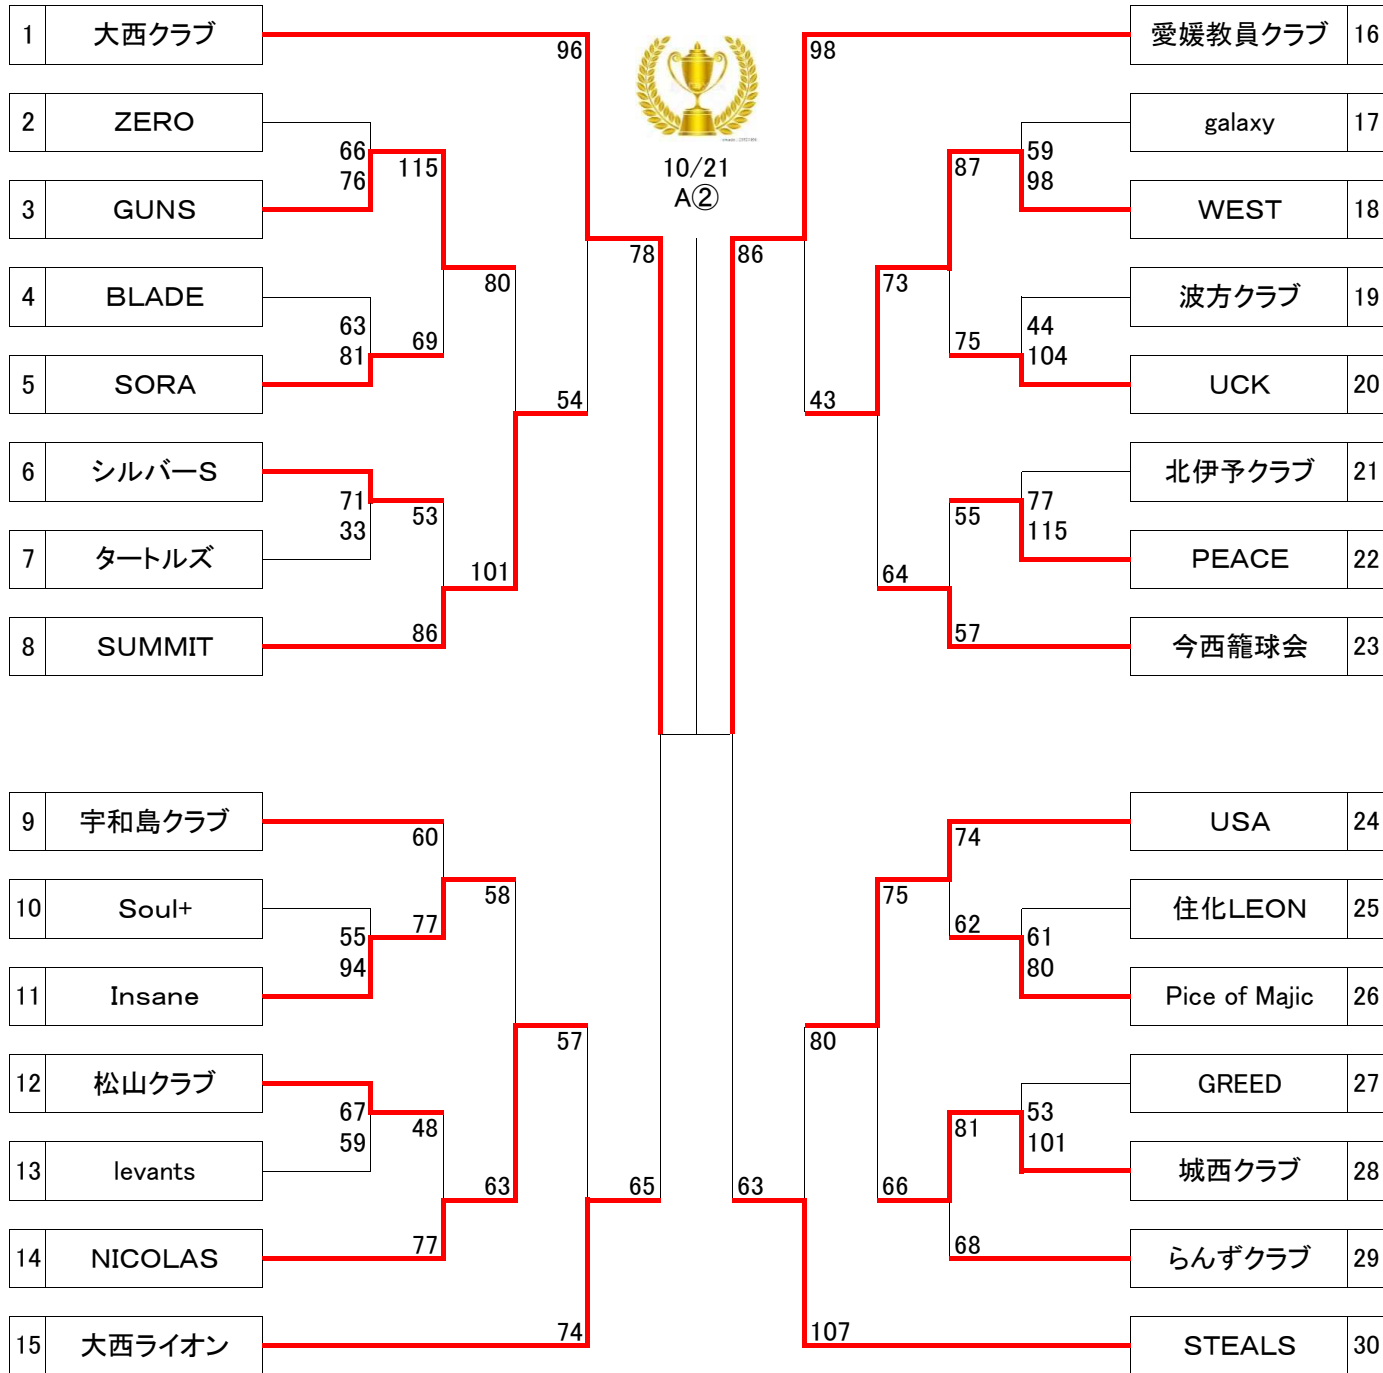 1 大西クラブ
96
98
愛媛教員クラブ 16
2 ZERO
galaxy 17
66
76
115
10/21
A②
87
59
98
3 GUNS
WEST 18
78
86
4 BLADE
80
73
波方クラブ 19
63
81
69
75
44
104
5 SORA
UCK 20
54
43
6 シルバーS
北伊予クラブ 21
71
33
53
55
77
115
7 タートルズ
101
64
PEACE 22
8 SUMMIT
86
57
今西籠球会 23
9 宇和島クラブ
60
74
USA 24
10 Soul+
58
75
住化LEON 25
55
94
77
62
61
80
11 Insane
Pice of Majic 26
57
80
12 松山クラブ
GREED 27
67
59
48
81
53
101
13 levants
城西クラブ 28
63
65
63
66
14 NICOLAS
77
68
らんずクラブ 29
15 大西ライオン
74
107
STEALS 30